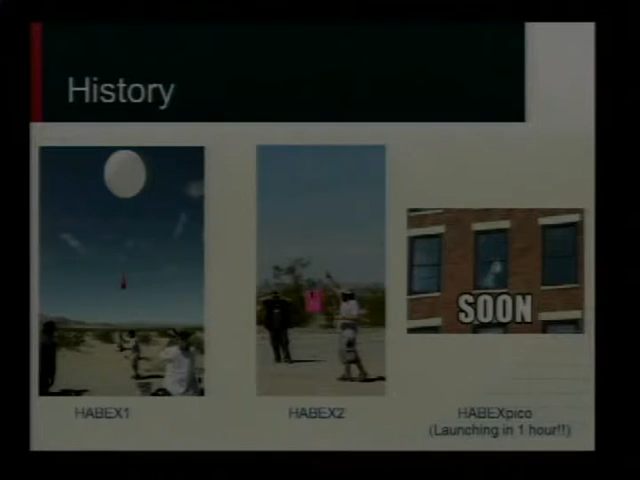 History
SOON
HABEX1
HABEX2
HABEXpico
(Launching in 1 hour!!)